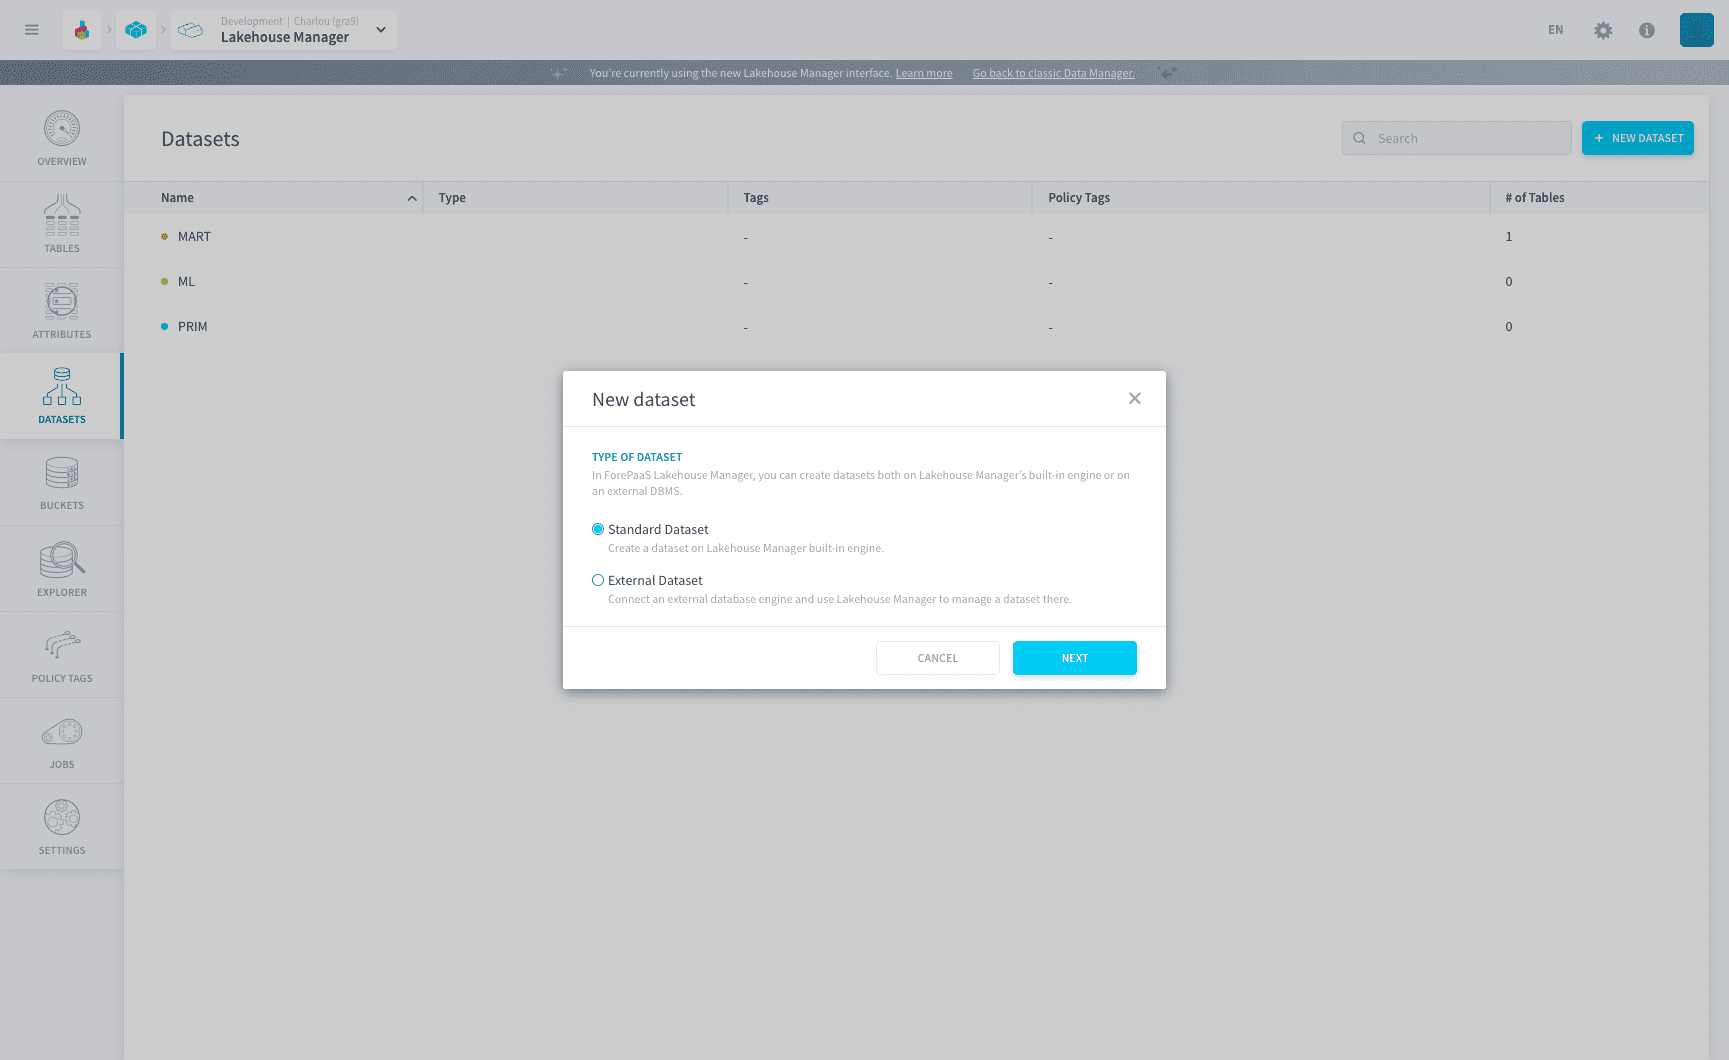 Development | Charlou (gra9)
Lakehouse Manager
EN
You're currently using the new Lakehouse Manager interface. Learn more Go back to classic Data Manager.
OVERVIEW
TABLES
ATTRIBUTES
DATASETS
BUCKETS
EXPLORER
POLICY TAGS
JOBS
SETTINGS
Datasets
Search
+ NEW DATASET
Name Type Tags Policy Tags # of Tables
MART - - 1
ML - - 0
PRIM - - 0
New dataset
TYPE OF DATASET
In ForePaaS Lakehouse Manager, you can create datasets both on Lakehouse Manager's built-in engine or on
an external DBMS.
Standard Dataset
Create a dataset on Lakehouse Manager built-in engine.
External Dataset
Connect an external database engine and use Lakehouse Manager to manage a dataset there.
CANCEL
NEXT